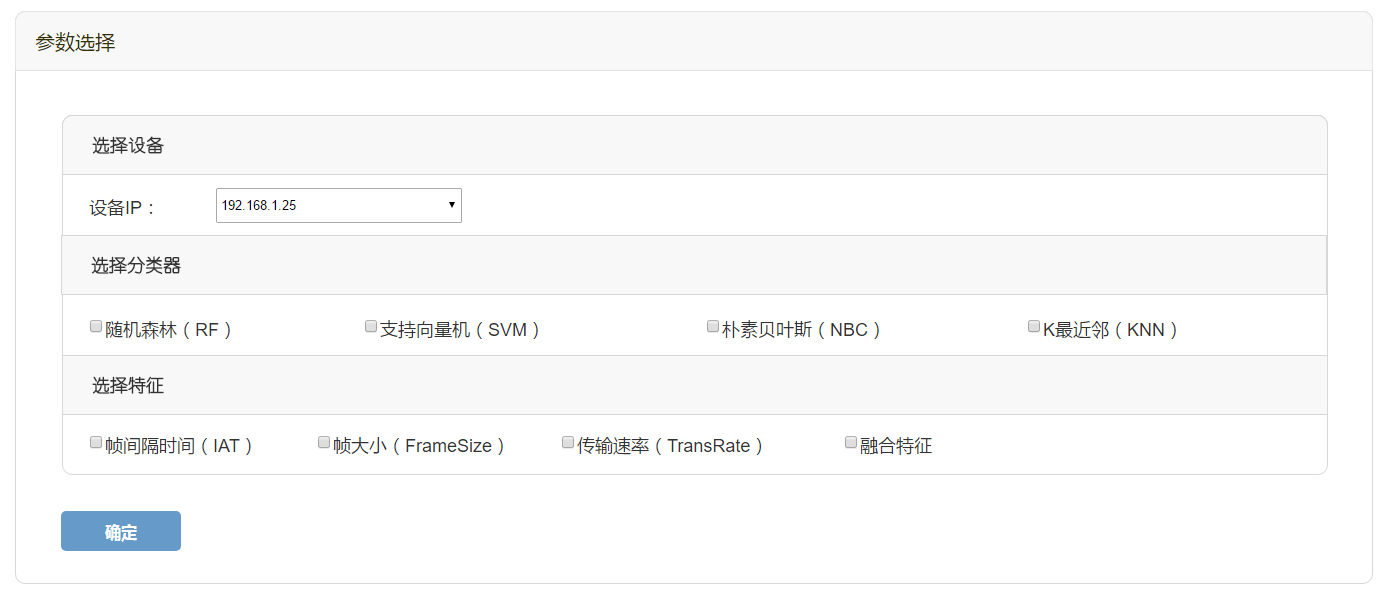 参数选择
选择设备
设备IP： 192.168.1.25
选择分类器
随机森林（RF） 支持向量机（SVM） 朴素贝叶斯（NBC） K最近邻（KNN）
选择特征
帧间隔时间（IAT） 帧大小（FrameSize） 传输速率（TransRate） 融合特征
确定